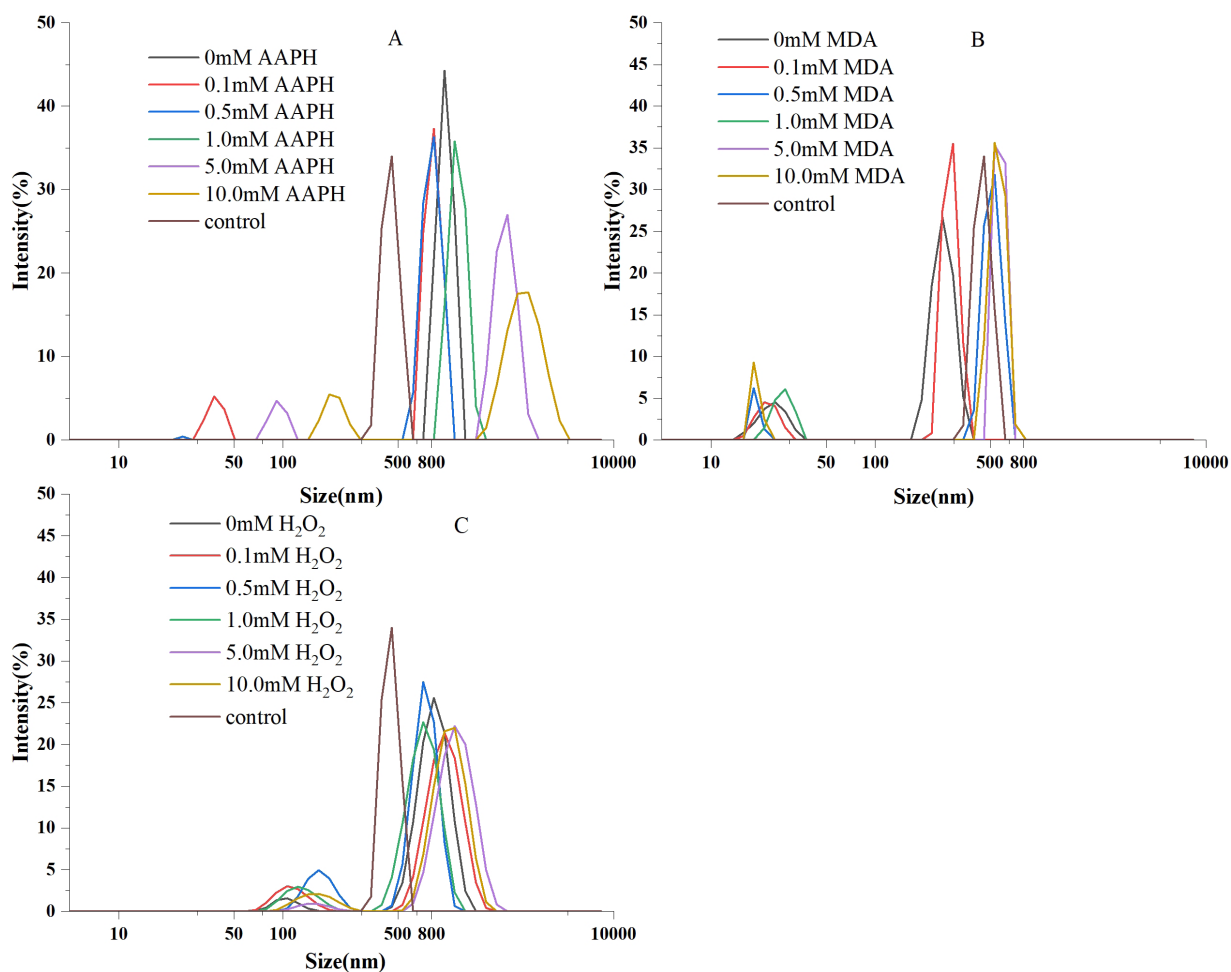 A
0mM AAPH
0.1mM AAPH
0.5mM AAPH
1.0mM AAPH
5.0mM AAPH
10.0mM AAPH
control
50
40
30
20
10
0
Intensity(%)
10 50 100 500 800 10000
Size(nm)
B
0mM MDA
0.1mM MDA
0.5mM MDA
1.0mM MDA
5.0mM MDA
10.0mM MDA
control
50
45
40
35
30
25
20
15
10
5
0
Intensity(%)
10 50 100 500 800 10000
Size(nm)
C
0mM H₂O₂
0.1mM H₂O₂
0.5mM H₂O₂
1.0mM H₂O₂
5.0mM H₂O₂
10.0mM H₂O₂
control
50
45
40
35
30
25
20
15
10
5
0
Intensity(%)
10 50 100 500 800 10000
Size(nm)